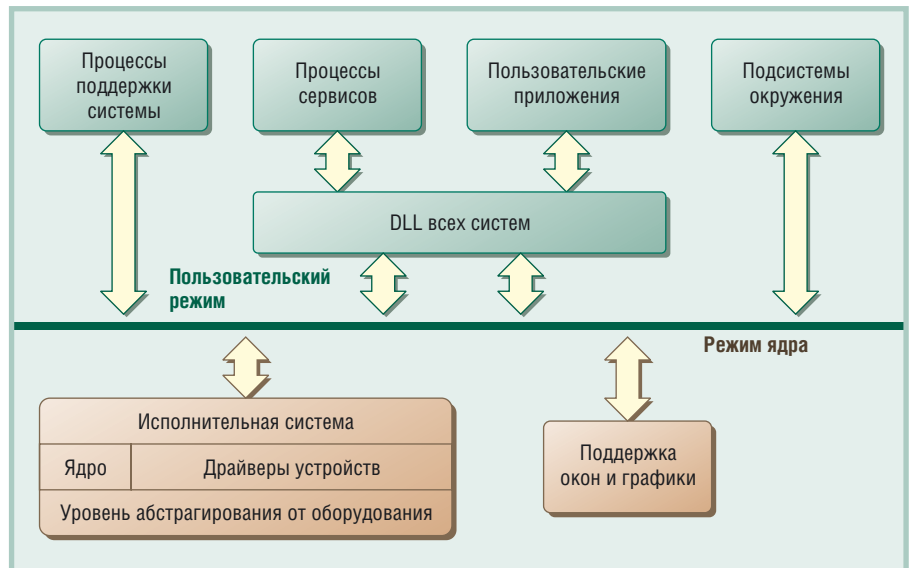 Процессы
поддержки
системы
Процессы
сервисов
Пользовательские
приложения
Подсистемы
окружения
DLL всех систем
Пользовательский
режим
Режим ядра
Исполнительная система
Ядро
Драйверы устройств
Уровень абстрагирования от оборудования
Поддержка
окон и графики